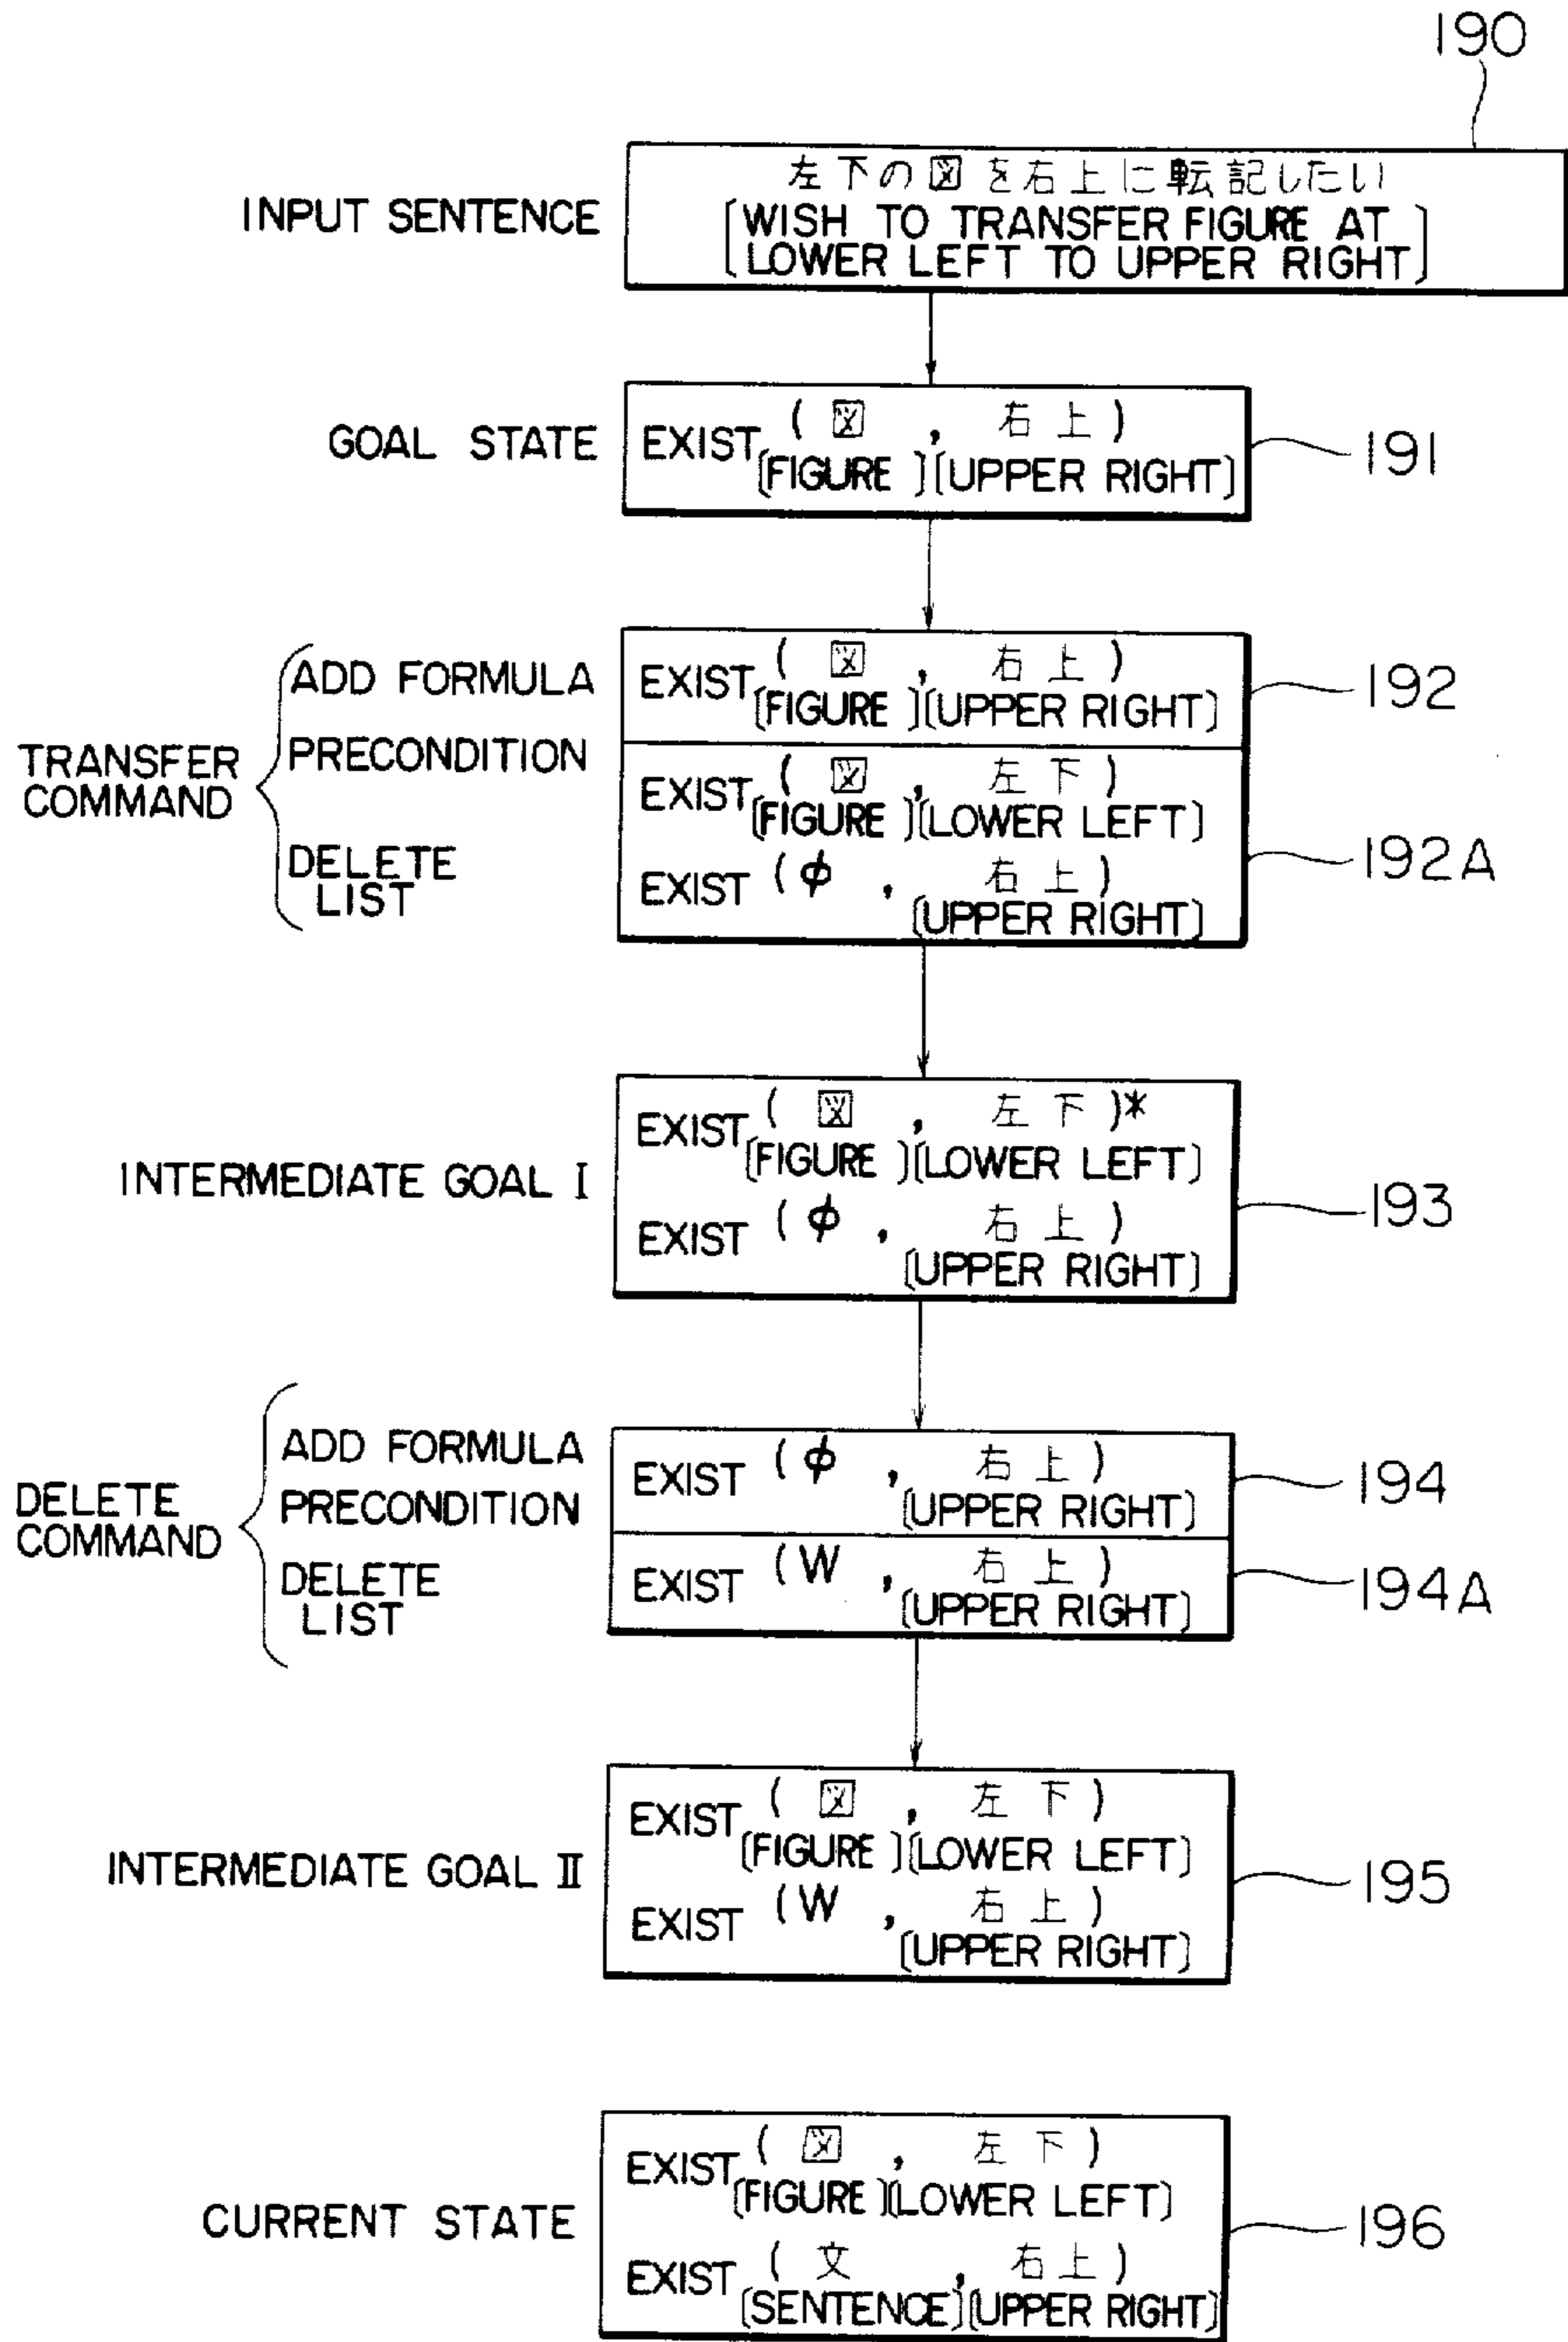 190
INPUT SENTENCE
左下の図を右上に転記したい
[WISH TO TRANSFER FIGURE AT
LOWER LEFT TO UPPER RIGHT]
GOAL STATE
EXIST ( 図 , 右上 )
[FIGURE] [UPPER RIGHT]
191
TRANSFER
COMMAND
ADD FORMULA
PRECONDITION
DELETE
LIST
EXIST ( 図 , 右上 )
[FIGURE] [UPPER RIGHT]
192
EXIST ( 図 , 左下 )
[FIGURE] [LOWER LEFT]
EXIST ( φ , 右上 )
[UPPER RIGHT]
192A
INTERMEDIATE GOAL I
EXIST ( 図 , 左下 )*
[FIGURE] [LOWER LEFT]
EXIST ( φ , 右上 )
[UPPER RIGHT]
193
DELETE
COMMAND
ADD FORMULA
PRECONDITION
DELETE
LIST
EXIST ( φ , 右上 )
[UPPER RIGHT]
194
EXIST ( W , 右上 )
[UPPER RIGHT]
194A
INTERMEDIATE GOAL II
EXIST ( 図 , 左下 )
[FIGURE] [LOWER LEFT]
EXIST ( W , 右上 )
[UPPER RIGHT]
195
CURRENT STATE
EXIST ( 図 , 左下 )
[FIGURE] [LOWER LEFT]
EXIST ( 文 , 右上 )
[SENTENCE] [UPPER RIGHT]
196